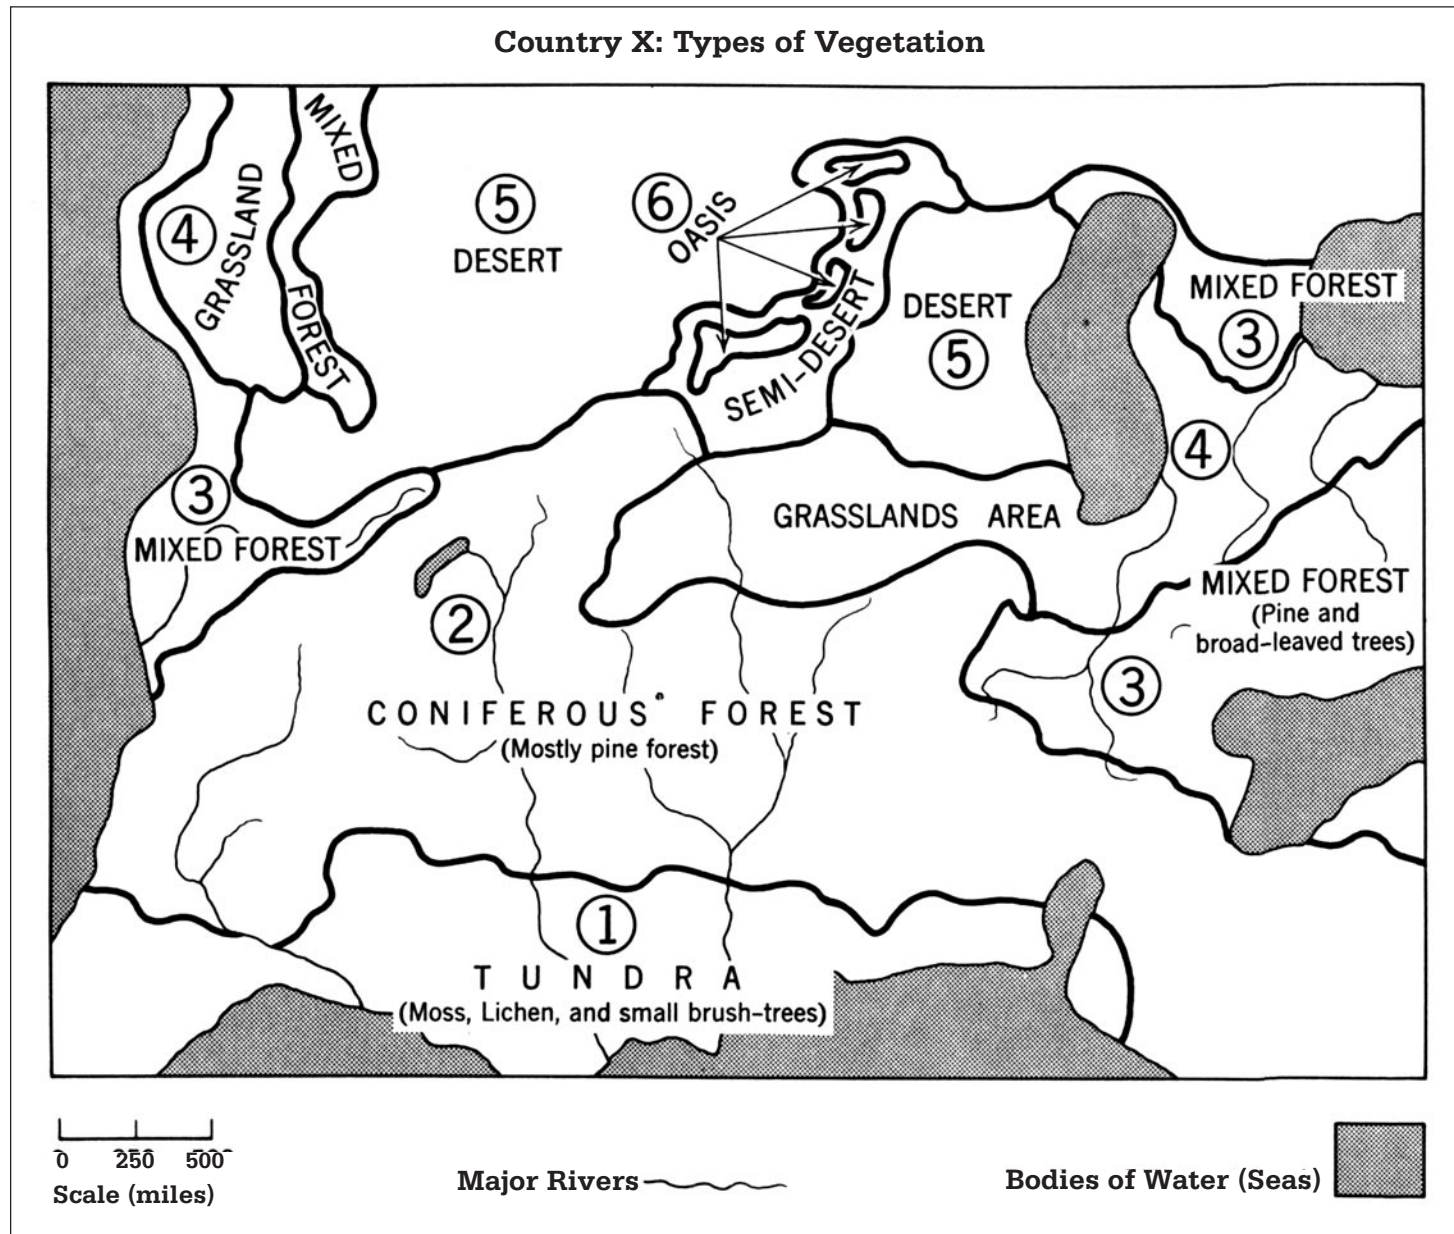 Country X: Types of Vegetation
MIXED
FOREST
4
GRASSLAND
5
DESERT
6
OASIS
SEMI-DESERT
DESERT
5
MIXED FOREST
3
4
3
MIXED FOREST
GRASSLANDS AREA
2
MIXED FOREST
(Pine and
broad-leaved trees)
3
CONIFEROUS FOREST
(Mostly pine forest)
1
TUNDRA
(Moss, Lichen, and small brush-trees)
0 250 500
Scale (miles)
Major Rivers
Bodies of Water (Seas)